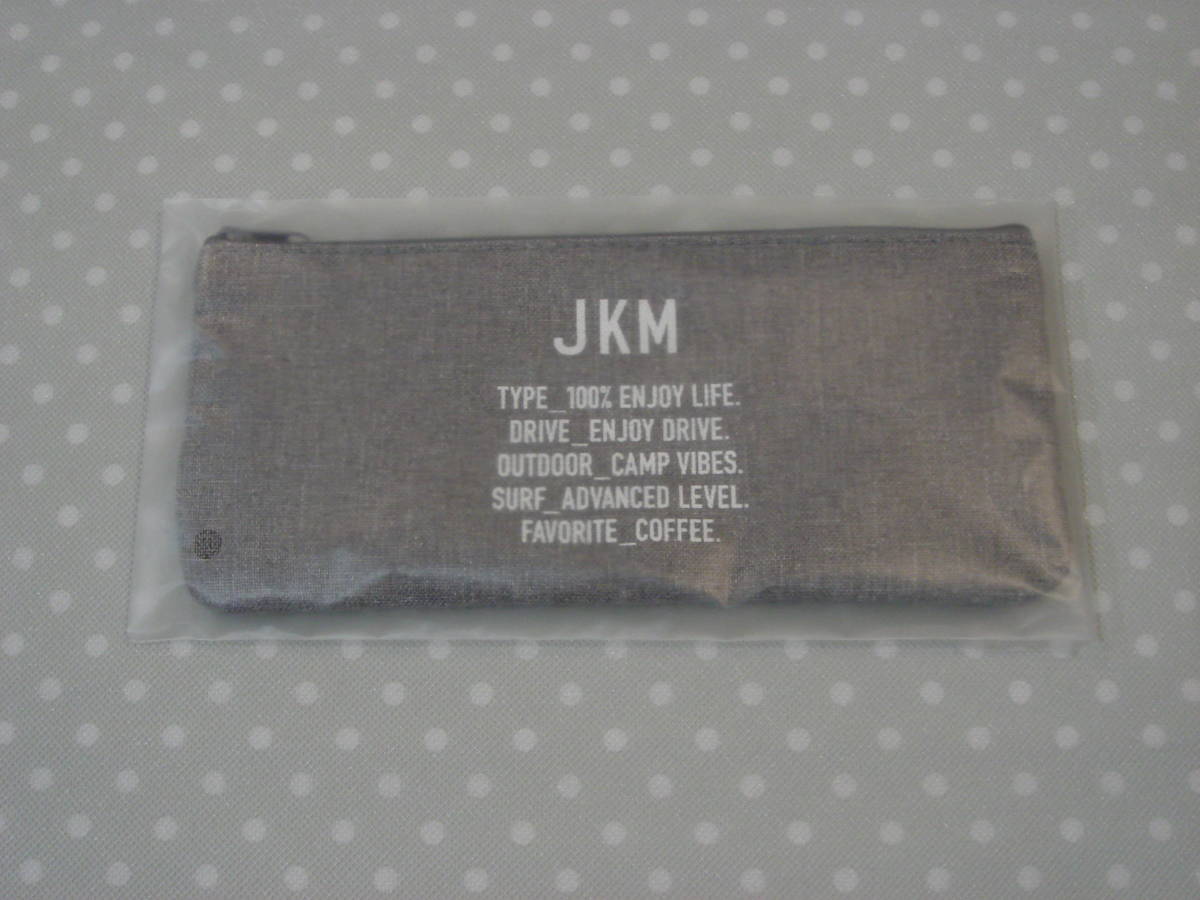 JKM
TYPE_100% ENJOY LIFE.
DRIVE_ENJOY DRIVE.
OUTDOOR_CAMP VIBES.
SURF_ADVANCED LEVEL.
FAVORITE_COFFEE.